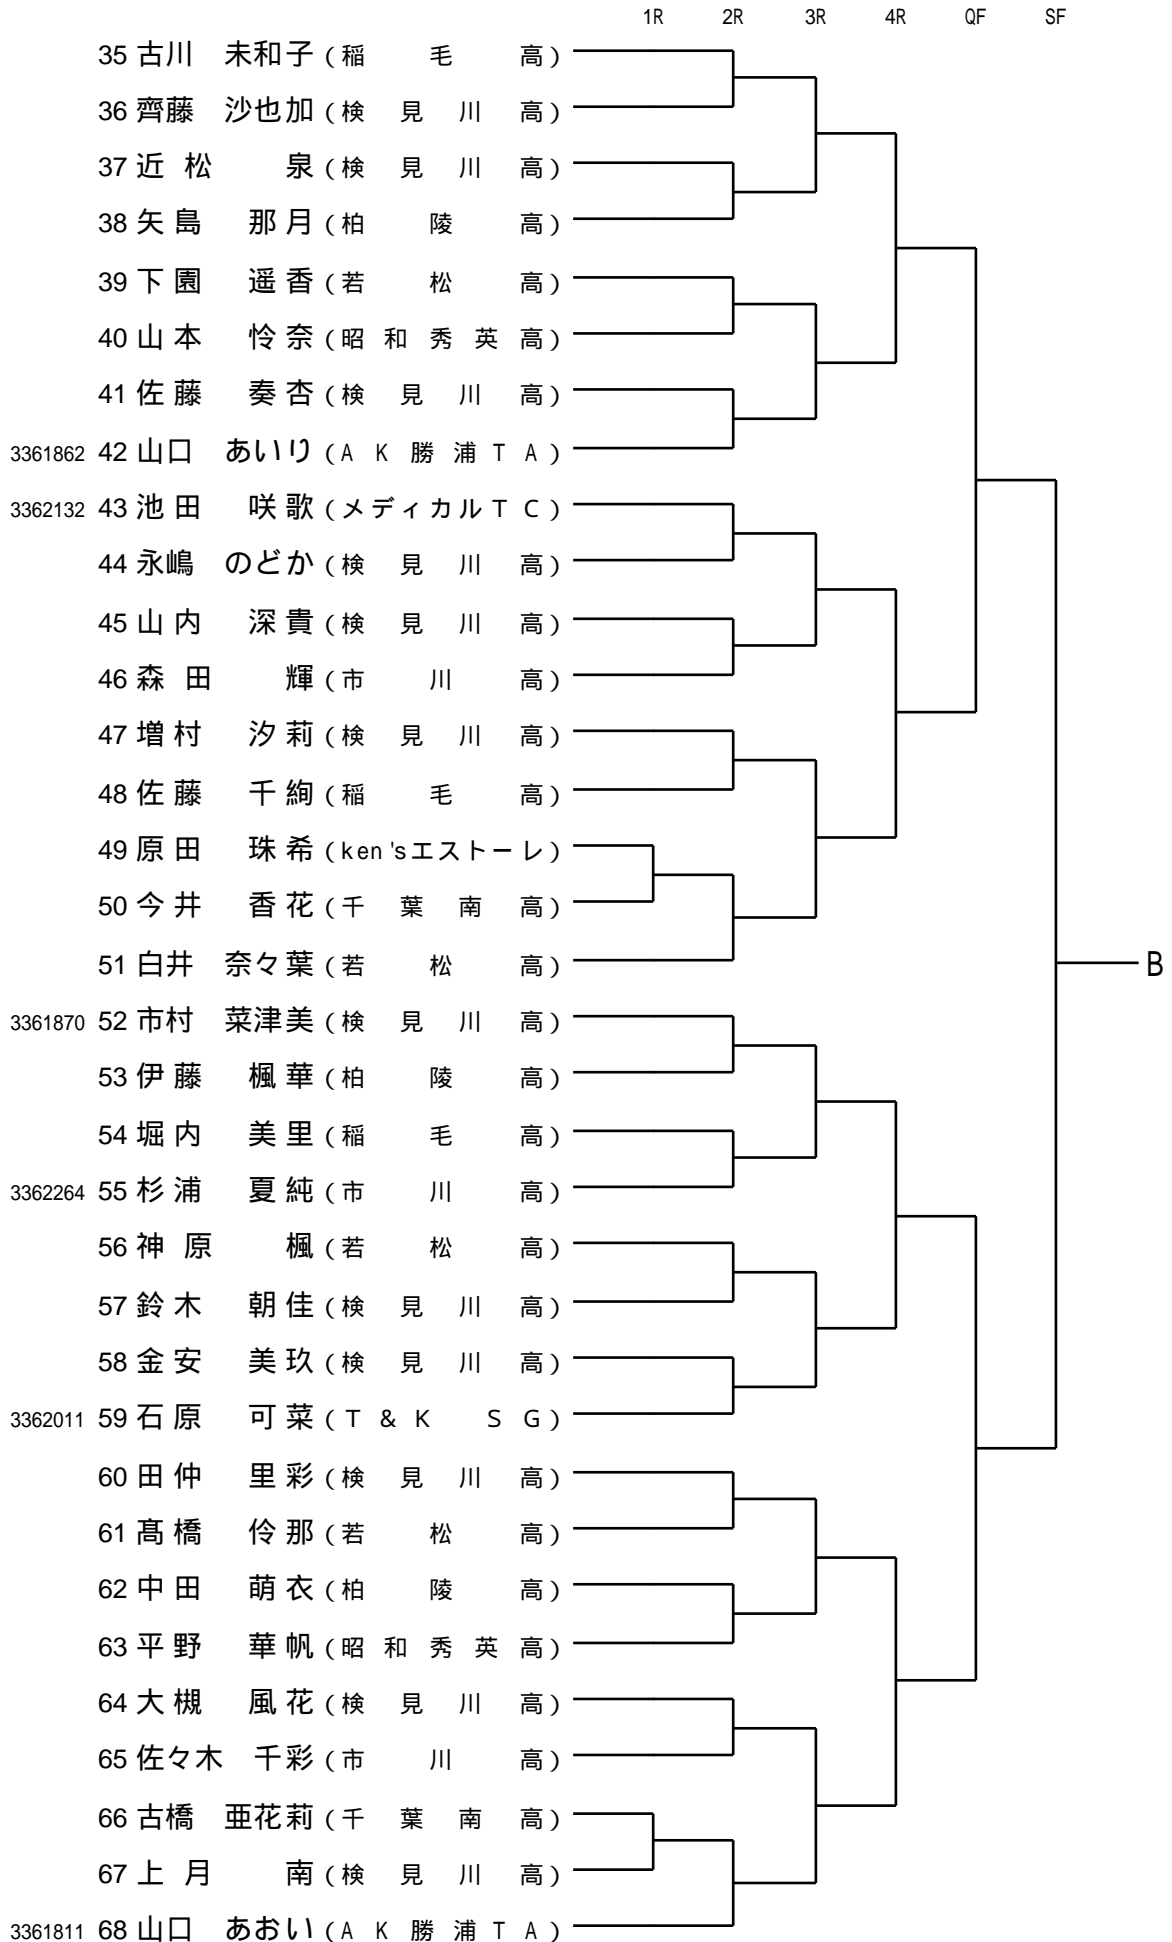 1R 2R 3R 4R QF SF
35 古川 未和子 (稲毛高)
36 齊藤 沙也加 (検見川高)
37 近松 泉 (検見川高)
38 矢島 那月 (柏陵高)
39 下園 遥香 (若松高)
40 山本 怜奈 (昭和秀英高)
41 佐藤 奏杏 (検見川高)
3361862 42 山口 あいり (AK勝浦TA)
3362132 43 池田 咲歌 (メディカルTC)
44 永嶋 のどか (検見川高)
45 山内 深貴 (検見川高)
46 森田 輝 (市川高)
47 増村 汐莉 (検見川高)
48 佐藤 千絢 (稲毛高)
49 原田 珠希 (ken'sエストーレ)
50 今井 香花 (千葉南高)
51 白井 奈々葉 (若松高)
B
3361870 52 市村 菜津美 (検見川高)
53 伊藤 楓華 (柏陵高)
54 堀内 美里 (稲毛高)
3362264 55 杉浦 夏純 (市川高)
56 神原 楓 (若松高)
57 鈴木 朝佳 (検見川高)
58 金安 美玖 (検見川高)
3362011 59 石原 可菜 (T&K SG)
60 田仲 里彩 (検見川高)
61 髙橋 伶那 (若松高)
62 中田 萌衣 (柏陵高)
63 平野 華帆 (昭和秀英高)
64 大槻 風花 (検見川高)
65 佐々木 千彩 (市川高)
66 古橋 亜花莉 (千葉南高)
67 上月 南 (検見川高)
3361811 68 山口 あおい (AK勝浦TA)